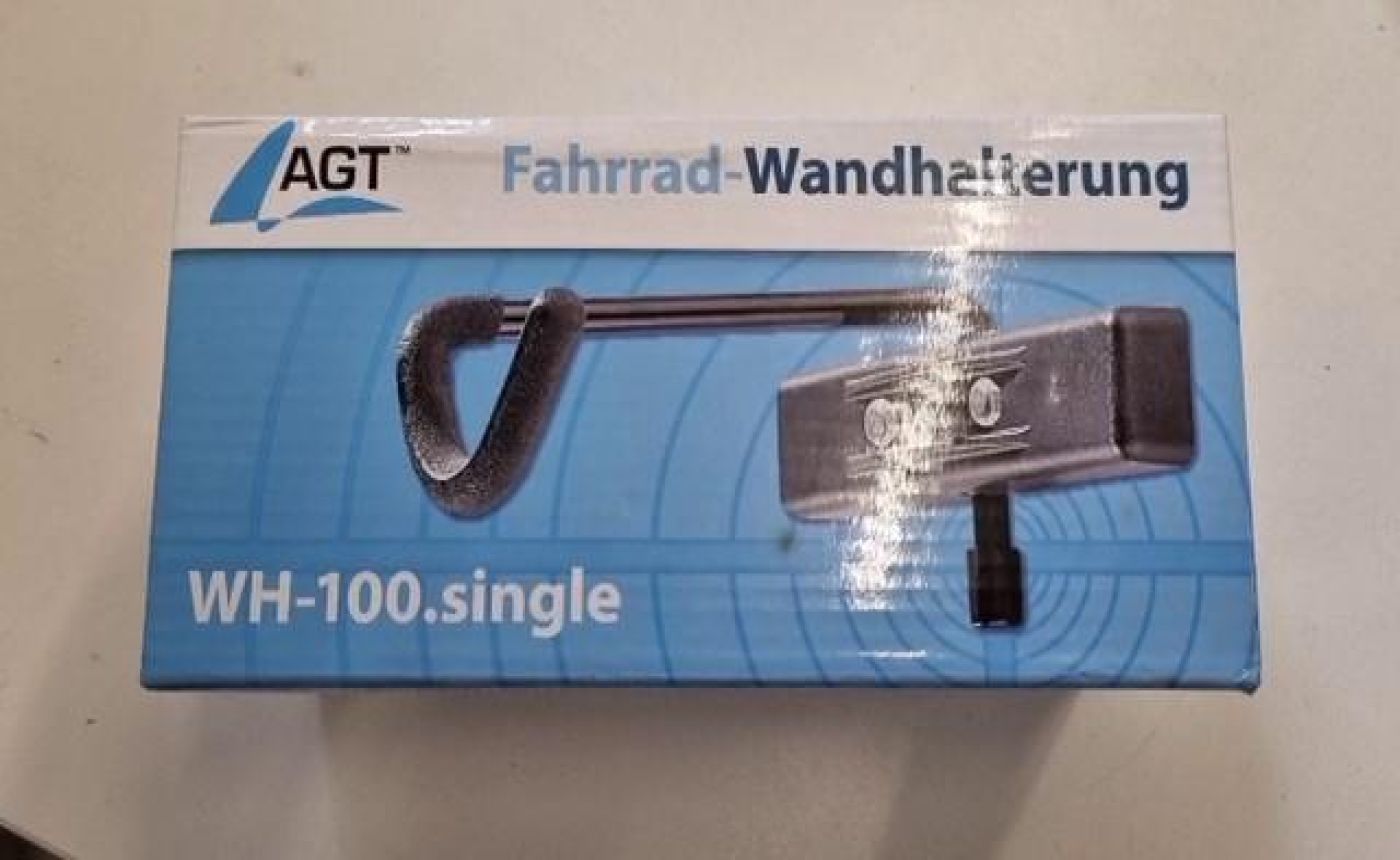 AGT™
Fahrrad-Wandhalterung
WH-100.single